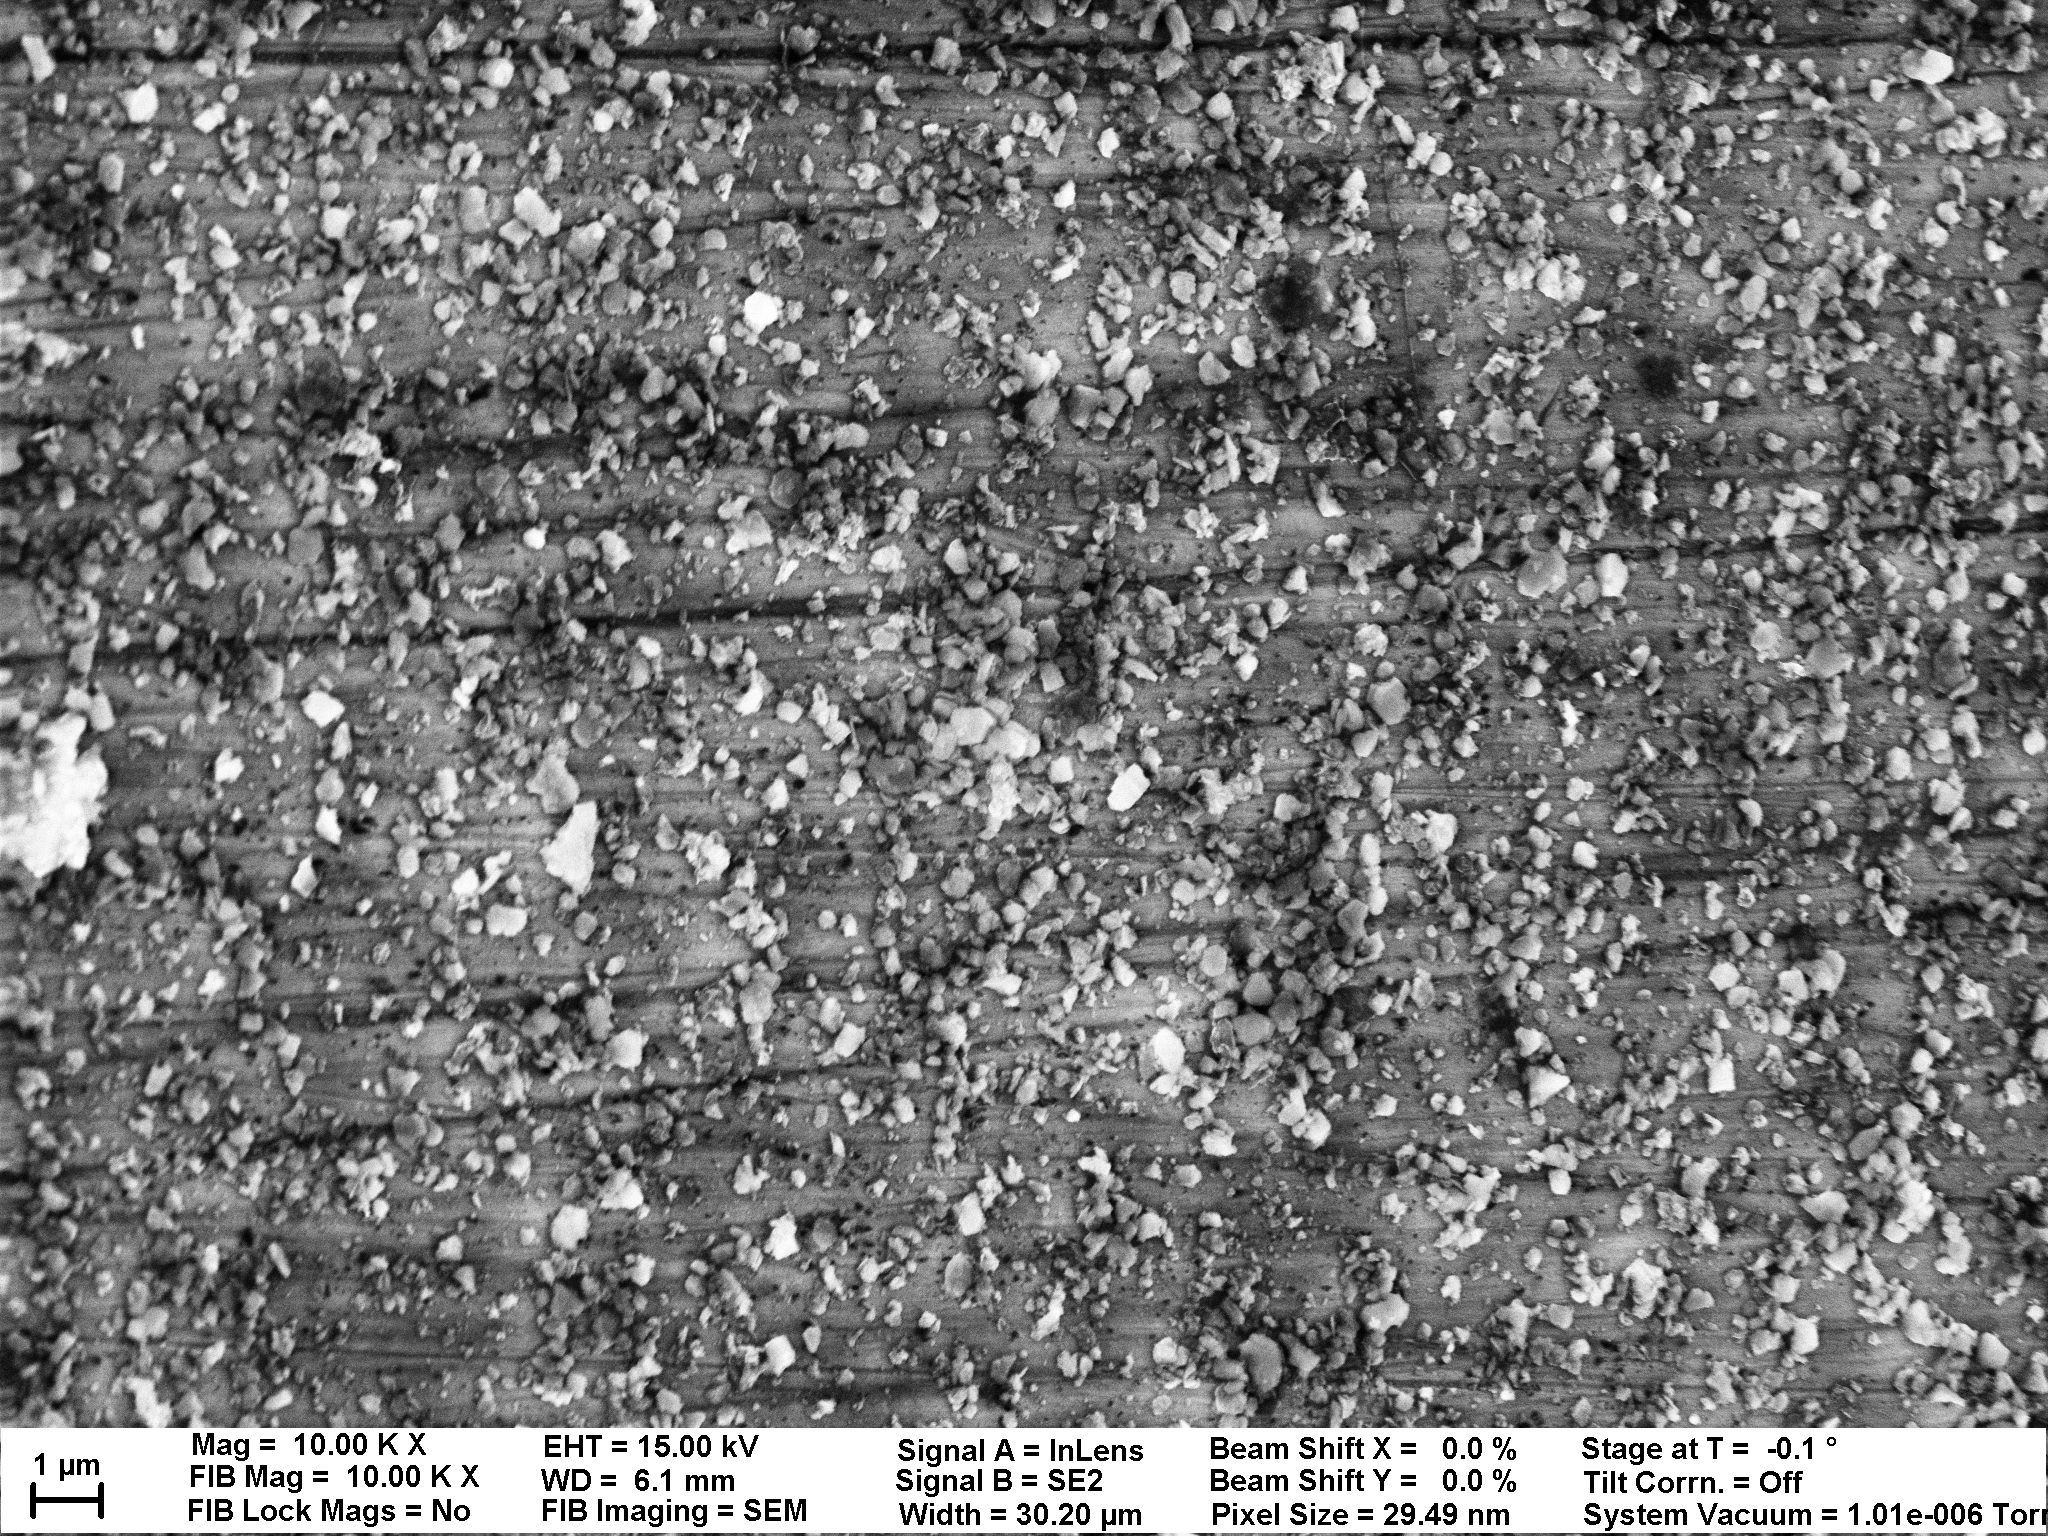 1 µm
Mag = 10.00 K X
FIB Mag = 10.00 K X
FIB Lock Mags = No
EHT = 15.00 kV
WD = 6.1 mm
FIB Imaging = SEM
Signal A = InLens
Signal B = SE2
Width = 30.20 µm
Beam Shift X = 0.0 %
Beam Shift Y = 0.0 %
Pixel Size = 29.49 nm
Stage at T = -0.1 °
Tilt Corrn. = Off
System Vacuum = 1.01e-006 Torr